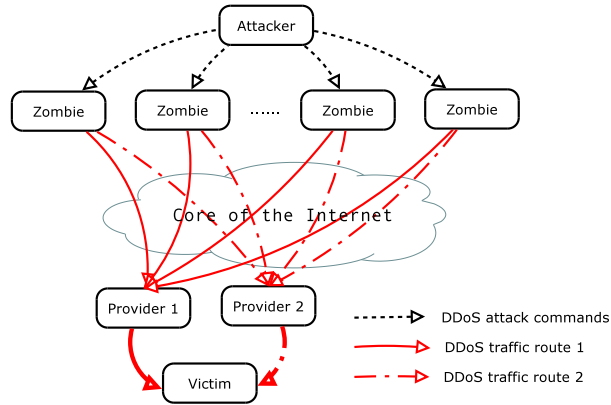 Attacker
Zombie
Zombie
......
Zombie
Zombie
Core of the Internet
Provider 1
Provider 2
Victim
DDoS attack commands
DDoS traffic route 1
DDoS traffic route 2